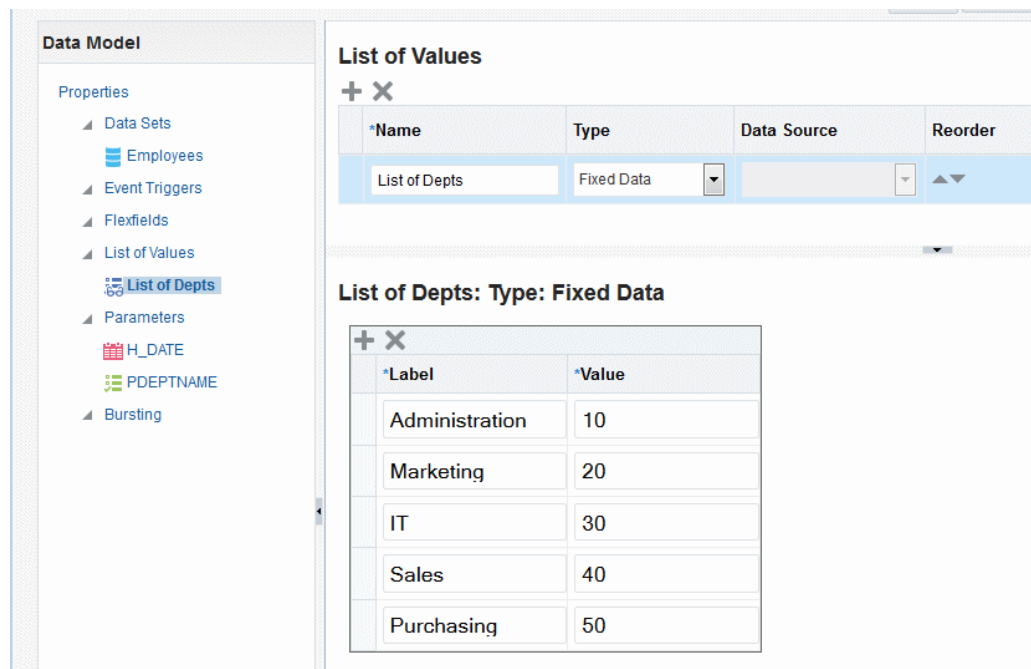 Data Model
Properties
Data Sets
Employees
Event Triggers
Flexfields
List of Values
List of Depts
Parameters
H_DATE
PDEPTNAME
Bursting
List of Values
*Name Type Data Source Reorder
List of Depts Fixed Data
List of Depts: Type: Fixed Data
*Label *Value
Administration 10
Marketing 20
IT 30
Sales 40
Purchasing 50